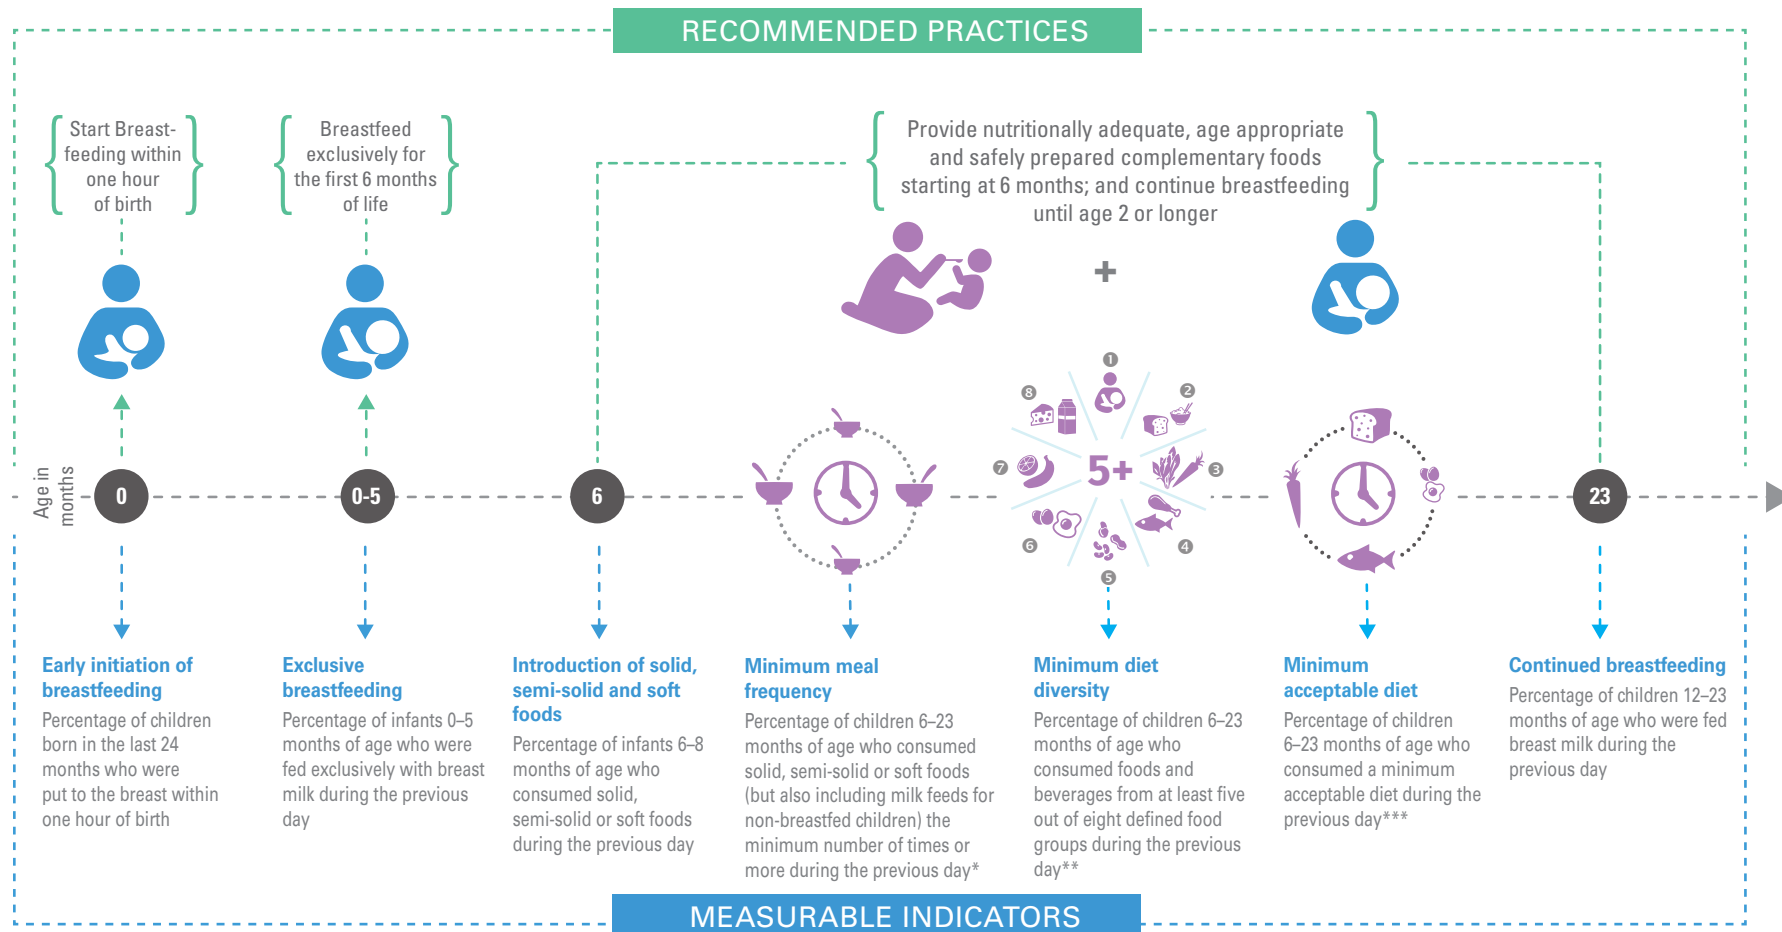 RECOMMENDED PRACTICES
Start Breast-
feeding within
one hour
of birth
Breastfeed
exclusively for
the first 6 months
of life
Provide nutritionally adequate, age appropriate
and safely prepared complementary foods
starting at 6 months; and continue breastfeeding
until age 2 or longer
+
1
2
3
4
5
6
7
8
5+
Age in
months
0
0-5
6
23
Early initiation of
breastfeeding
Percentage of children
born in the last 24
months who were
put to the breast within
one hour of birth
Exclusive
breastfeeding
Percentage of infants 0–5
months of age who were
fed exclusively with breast
milk during the previous
day
Introduction of solid,
semi-solid and soft
foods
Percentage of infants 6–8
months of age who
consumed solid,
semi-solid or soft foods
during the previous day
Minimum meal
frequency
Percentage of children 6–23
months of age who consumed
solid, semi-solid or soft foods
(but also including milk feeds for
non-breastfed children) the
minimum number of times or
more during the previous day*
Minimum diet
diversity
Percentage of children 6–23
months of age who
consumed foods and
beverages from at least five
out of eight defined food
groups during the previous
day**
Minimum
acceptable diet
Percentage of children
6–23 months of age who
consumed a minimum
acceptable diet during the
previous day***
Continued breastfeeding
Percentage of children 12–23
months of age who were fed
breast milk during the
previous day
MEASURABLE INDICATORS